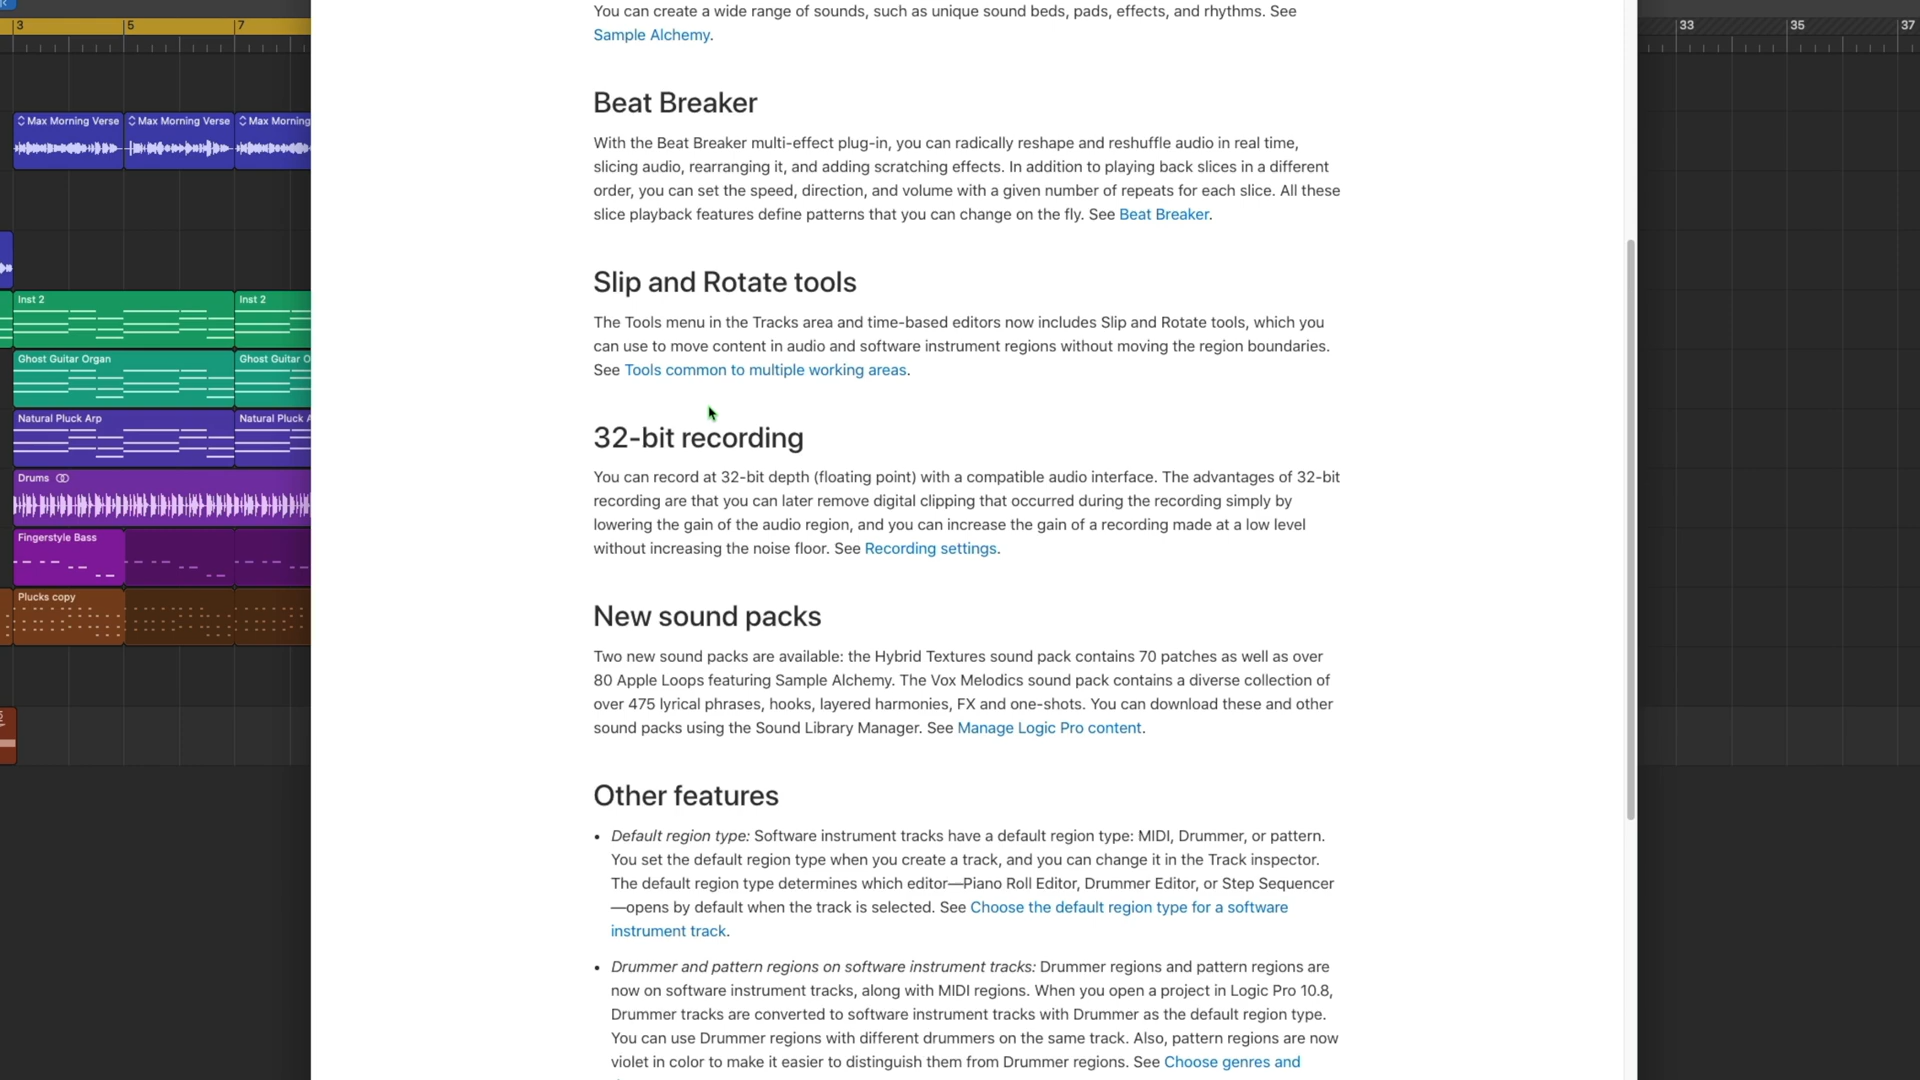 3
5
7
33
35
37
Max Morning Verse
Max Morning Verse
Max Morning
Inst 2
Inst 2
Ghost Guitar Organ
Ghost Guitar O
Natural Pluck Arp
Natural Pluck A
Drums
Fingerstyle Bass
Plucks copy
You can create a wide range of sounds, such as unique sound beds, pads, effects, and rhythms. See
Sample Alchemy.
Beat Breaker
With the Beat Breaker multi-effect plug-in, you can radically reshape and reshuffle audio in real time,
slicing audio, rearranging it, and adding scratching effects. In addition to playing back slices in a different
order, you can set the speed, direction, and volume with a given number of repeats for each slice. All these
slice playback features define patterns that you can change on the fly. See Beat Breaker.
Slip and Rotate tools
The Tools menu in the Tracks area and time-based editors now includes Slip and Rotate tools, which you
can use to move content in audio and software instrument regions without moving the region boundaries.
See Tools common to multiple working areas.
32-bit recording
You can record at 32-bit depth (floating point) with a compatible audio interface. The advantages of 32-bit
recording are that you can later remove digital clipping that occurred during the recording simply by
lowering the gain of the audio region, and you can increase the gain of a recording made at a low level
without increasing the noise floor. See Recording settings.
New sound packs
Two new sound packs are available: the Hybrid Textures sound pack contains 70 patches as well as over
80 Apple Loops featuring Sample Alchemy. The Vox Melodics sound pack contains a diverse collection of
over 475 lyrical phrases, hooks, layered harmonies, FX and one-shots. You can download these and other
sound packs using the Sound Library Manager. See Manage Logic Pro content.
Other features
• Default region type: Software instrument tracks have a default region type: MIDI, Drummer, or pattern.
You set the default region type when you create a track, and you can change it in the Track inspector.
The default region type determines which editor—Piano Roll Editor, Drummer Editor, or Step Sequencer
—opens by default when the track is selected. See Choose the default region type for a software
instrument track.
• Drummer and pattern regions on software instrument tracks: Drummer regions and pattern regions are
now on software instrument tracks, along with MIDI regions. When you open a project in Logic Pro 10.8,
Drummer tracks are converted to software instrument tracks with Drummer as the default region type.
You can use Drummer regions with different drummers on the same track. Also, pattern regions are now
violet in color to make it easier to distinguish them from Drummer regions. See Choose genres and